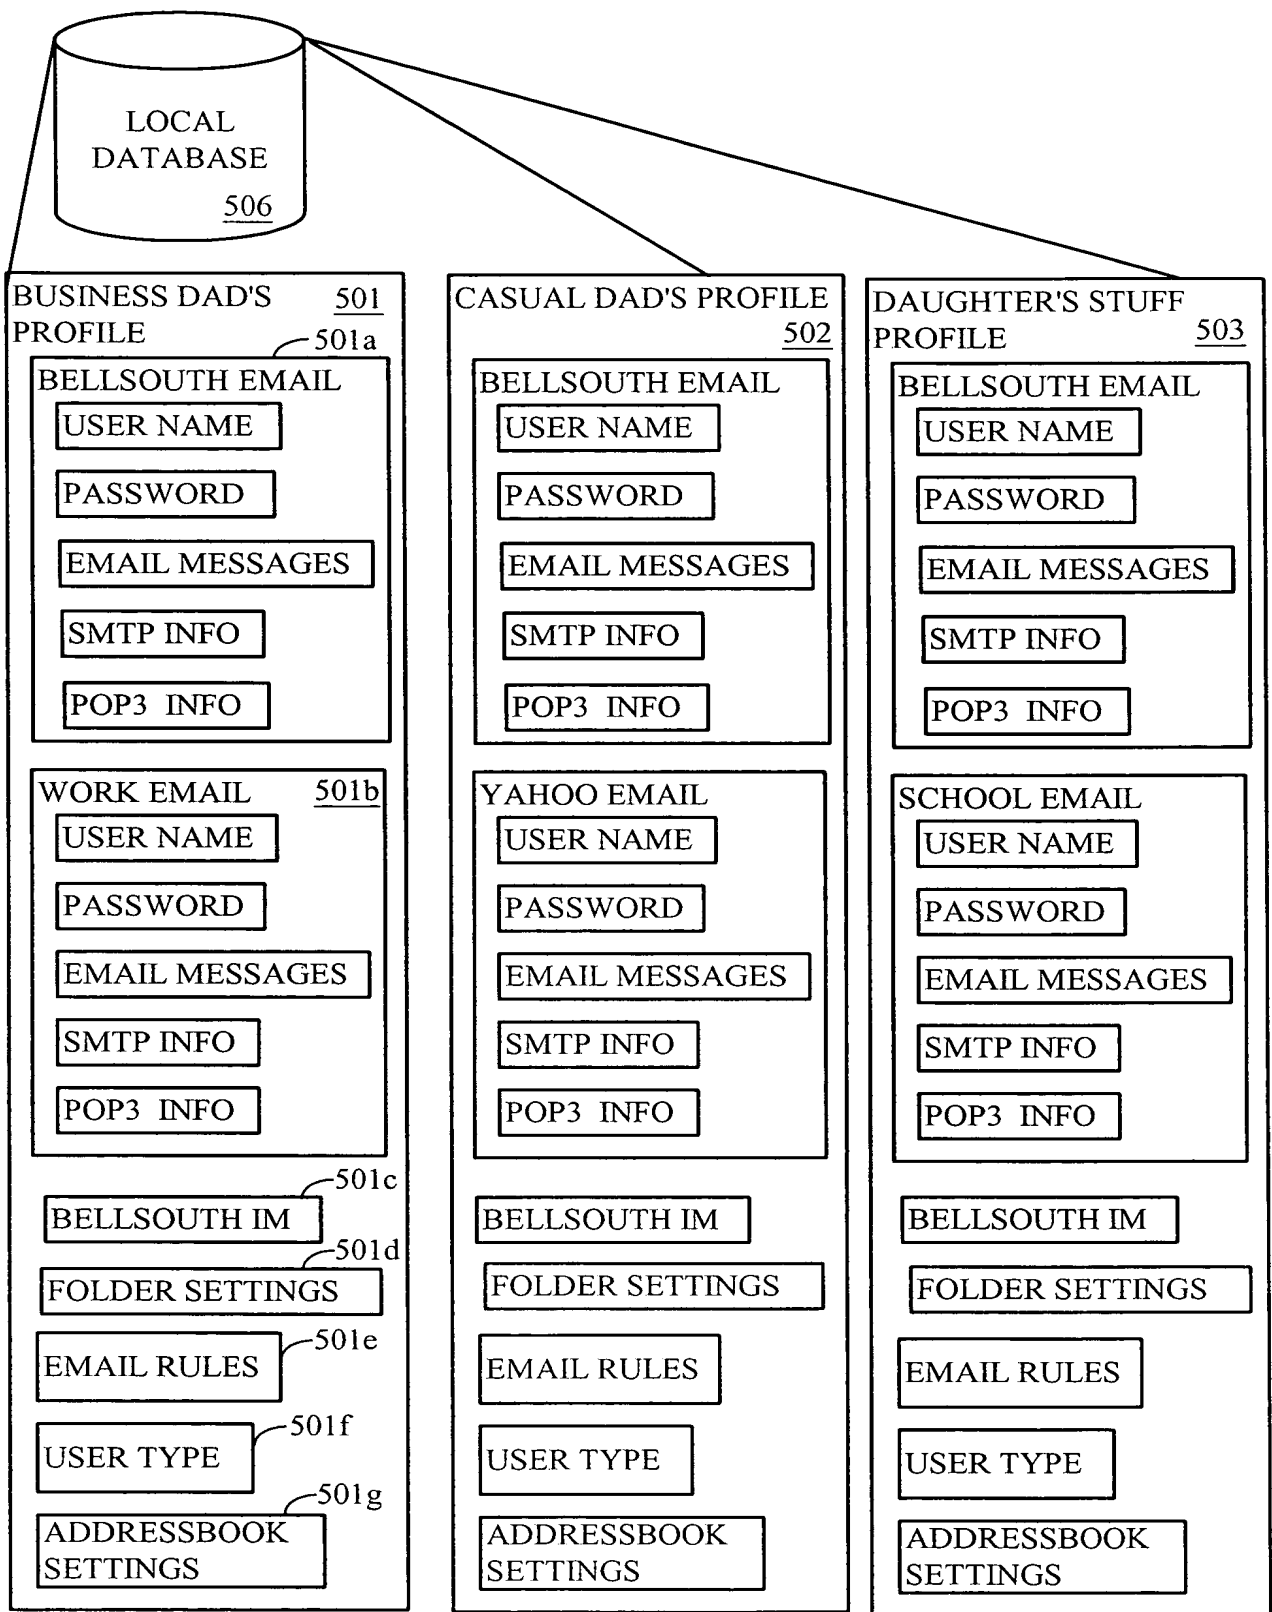 LOCAL
DATABASE
506
BUSINESS DAD'S 501
PROFILE
501a
BELLSOUTH EMAIL
USER NAME
PASSWORD
EMAIL MESSAGES
SMTP INFO
POP3 INFO
WORK EMAIL 501b
USER NAME
PASSWORD
EMAIL MESSAGES
SMTP INFO
POP3 INFO
501c
BELLSOUTH IM
501d
FOLDER SETTINGS
501e
EMAIL RULES
501f
USER TYPE
501g
ADDRESSBOOK
SETTINGS
CASUAL DAD'S PROFILE
502
BELLSOUTH EMAIL
USER NAME
PASSWORD
EMAIL MESSAGES
SMTP INFO
POP3 INFO
YAHOO EMAIL
USER NAME
PASSWORD
EMAIL MESSAGES
SMTP INFO
POP3 INFO
BELLSOUTH IM
FOLDER SETTINGS
EMAIL RULES
USER TYPE
ADDRESSBOOK
SETTINGS
DAUGHTER'S STUFF
PROFILE 503
BELLSOUTH EMAIL
USER NAME
PASSWORD
EMAIL MESSAGES
SMTP INFO
POP3 INFO
SCHOOL EMAIL
USER NAME
PASSWORD
EMAIL MESSAGES
SMTP INFO
POP3 INFO
BELLSOUTH IM
FOLDER SETTINGS
EMAIL RULES
USER TYPE
ADDRESSBOOK
SETTINGS